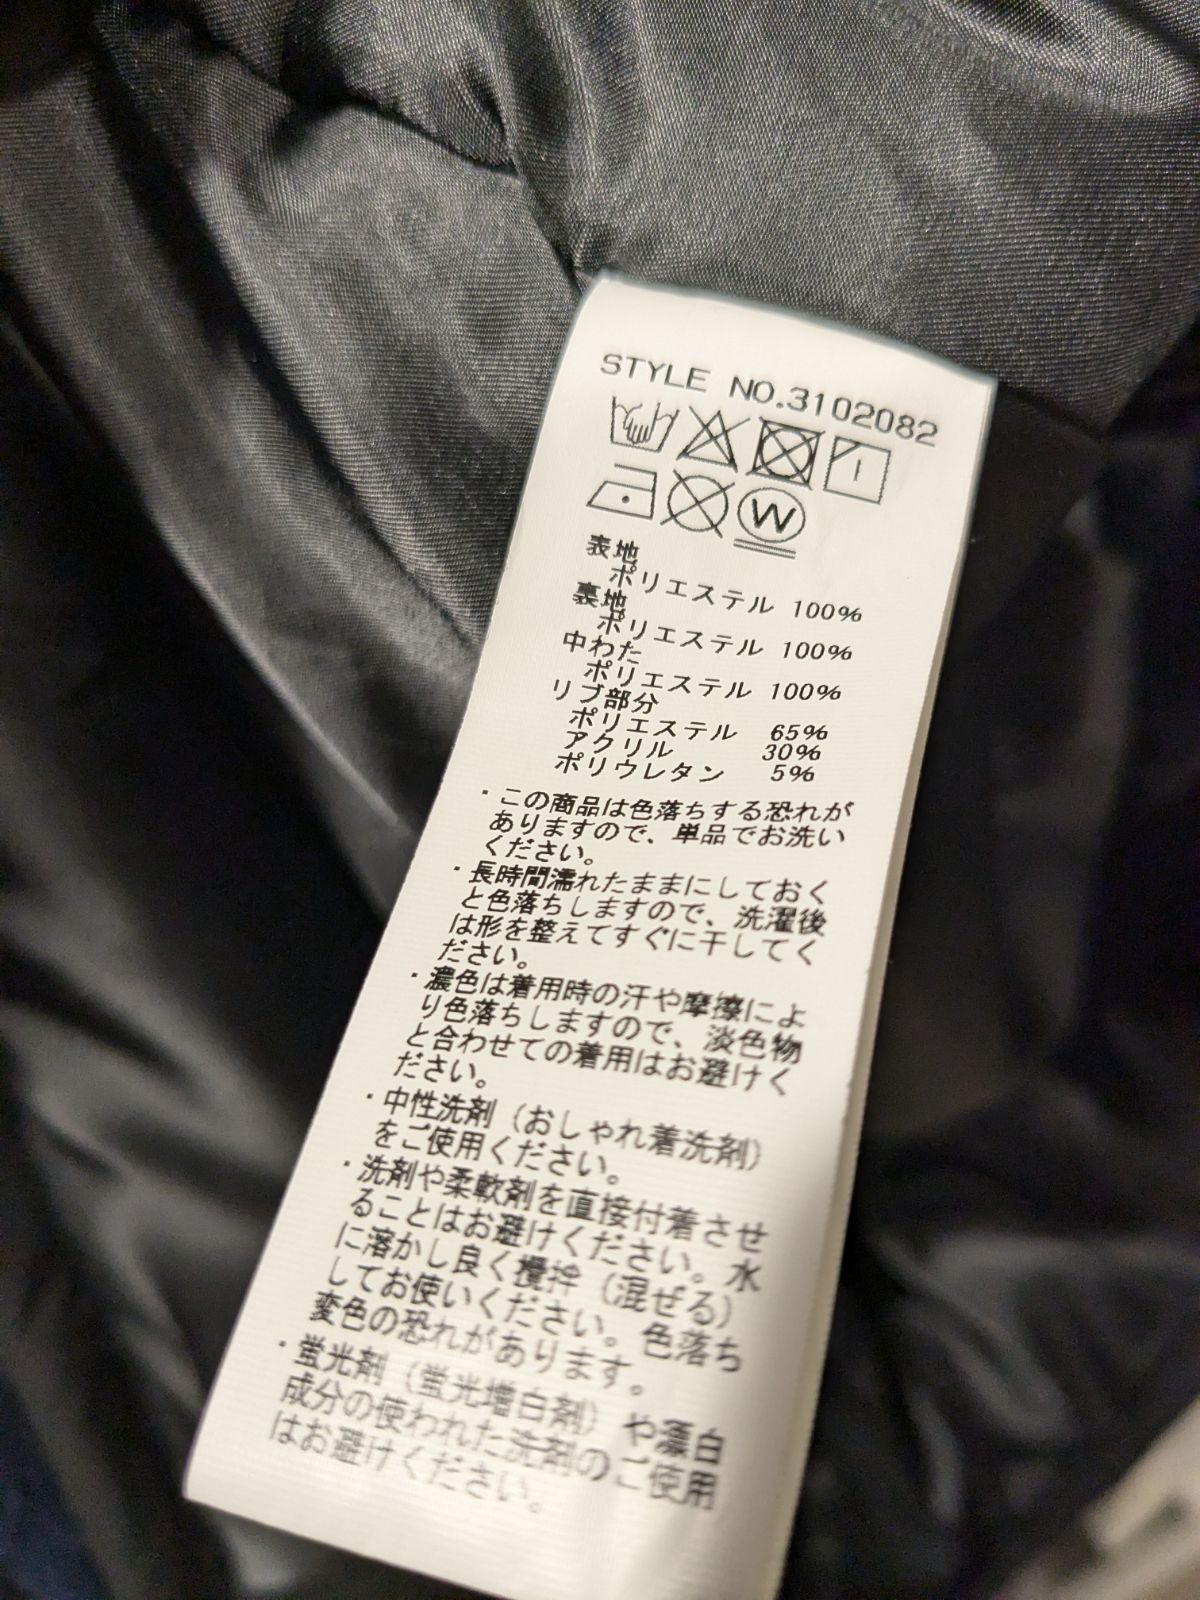 STYLE NO.3102082
W
表地
ポリエステル 100%
裏地
ポリエステル 100%
中わた
ポリエステル 100%
リブ部分
ポリエステル 65%
アクリル 30%
ポリウレタン 5%
・この商品は色落ちする恐れが
ありますので、単品でお洗い
ください。
・長時間濡れたままにしておく
と色落ちしますので、洗濯後
は形を整えてすぐに干してく
ださい。
・濃色は着用時の汗や摩擦によ
り色落ちしますので、淡色物
と合わせての着用はお避けく
ださい。
・中性洗剤（おしゃれ着洗剤）
をご使用ください。
・洗剤や柔軟剤を直接付着させ
ることはお避けください。水
に溶かし良く攪拌（混ぜる）
してお使いください。色落ち
変色の恐れがあります。
・蛍光剤（蛍光増白剤）や漂白
成分の使われた洗剤のご使用
はお避けください。